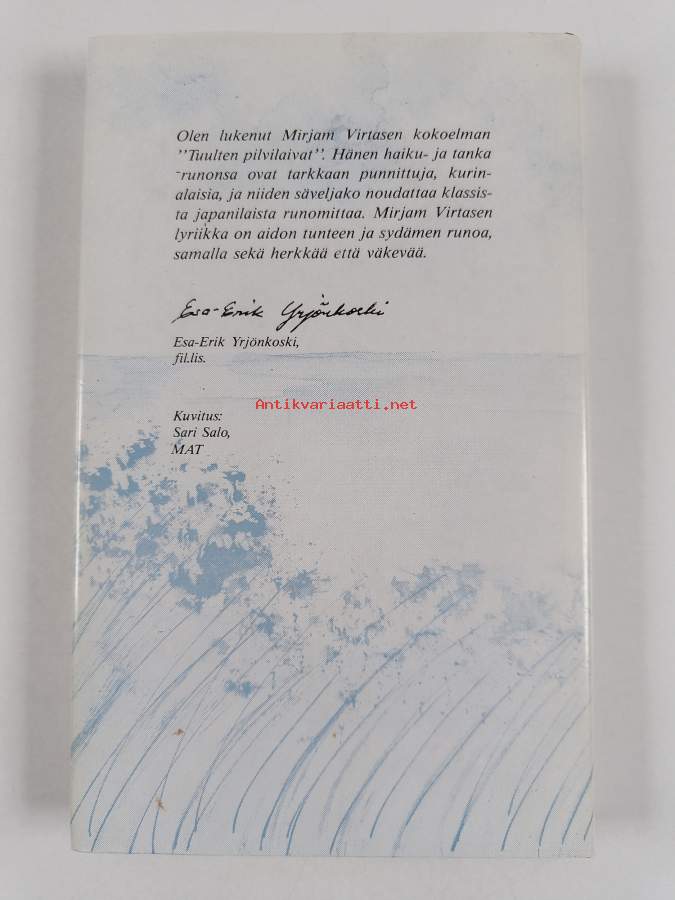 Olen lukenut Mirjam Virtasen kokoelman
"Tuulten pilvilaivat". Hänen haiku- ja tanka
-runonsa ovat tarkkaan punnittuja, kurin-
alaisia, ja niiden säveljako noudattaa klassis-
ta japanilaista runomittaa. Mirjam Virtasen
lyriikka on aidon tunteen ja sydämen runoa,
samalla sekä herkkää että väkevää.
Esa-Erik Yrjönkoski
Esa-Erik Yrjönkoski,
fil.lis.
Antikvariaatti.net
Kuvitus:
Sari Salo,
MAT